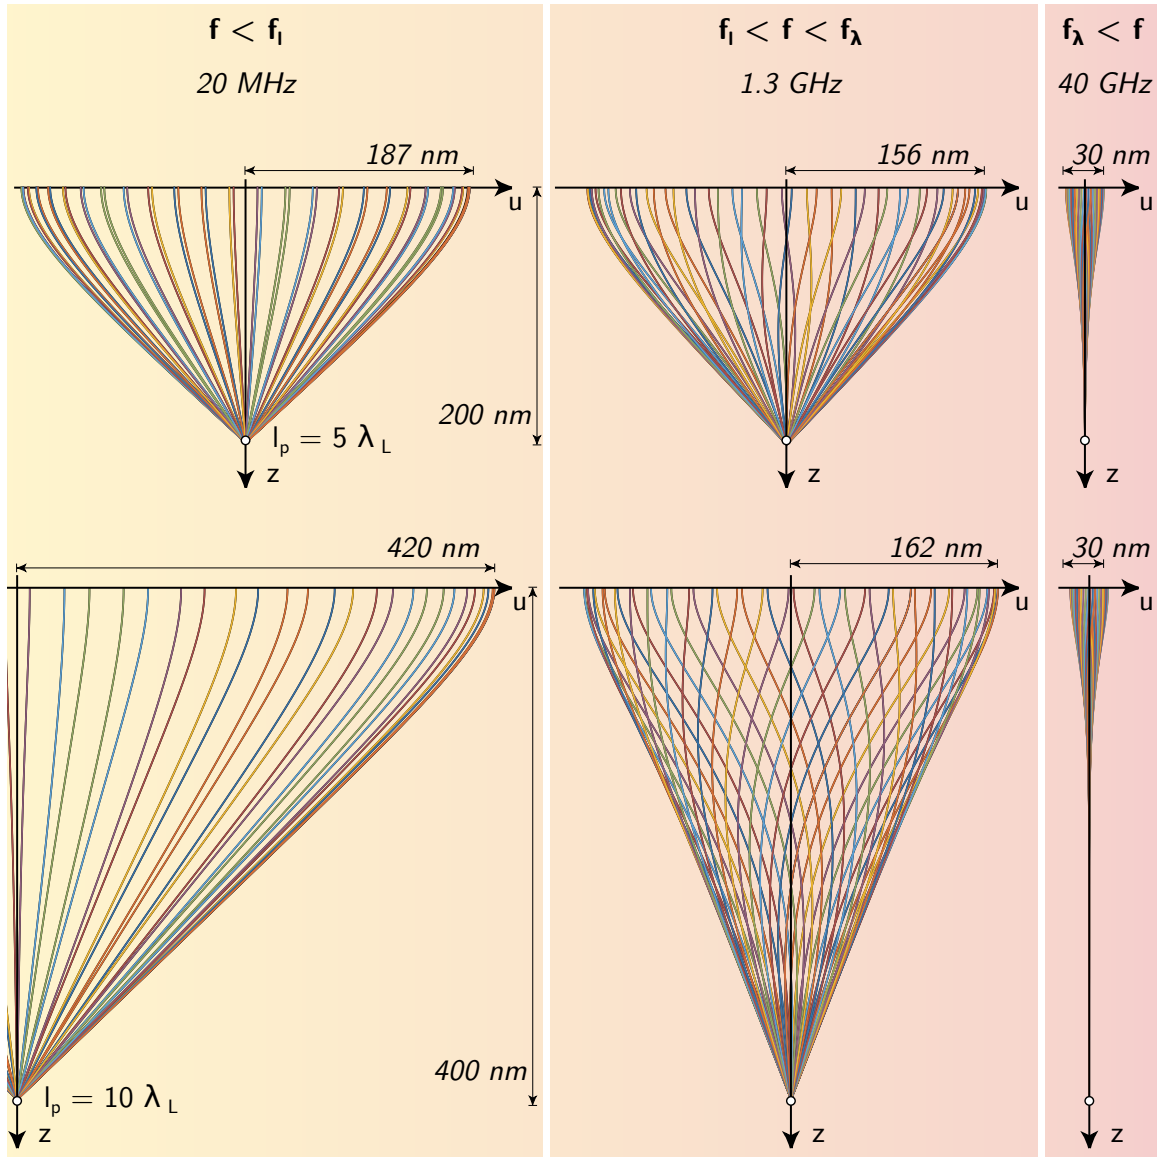 f < f_l
f_l < f < f_λ
f_λ < f
20 MHz
1.3 GHz
40 GHz
187 nm
156 nm
30 nm
u
u
u
200 nm
l_p = 5 λ_L
z
z
z
420 nm
162 nm
30 nm
u
u
u
400 nm
l_p = 10 λ_L
z
z
z